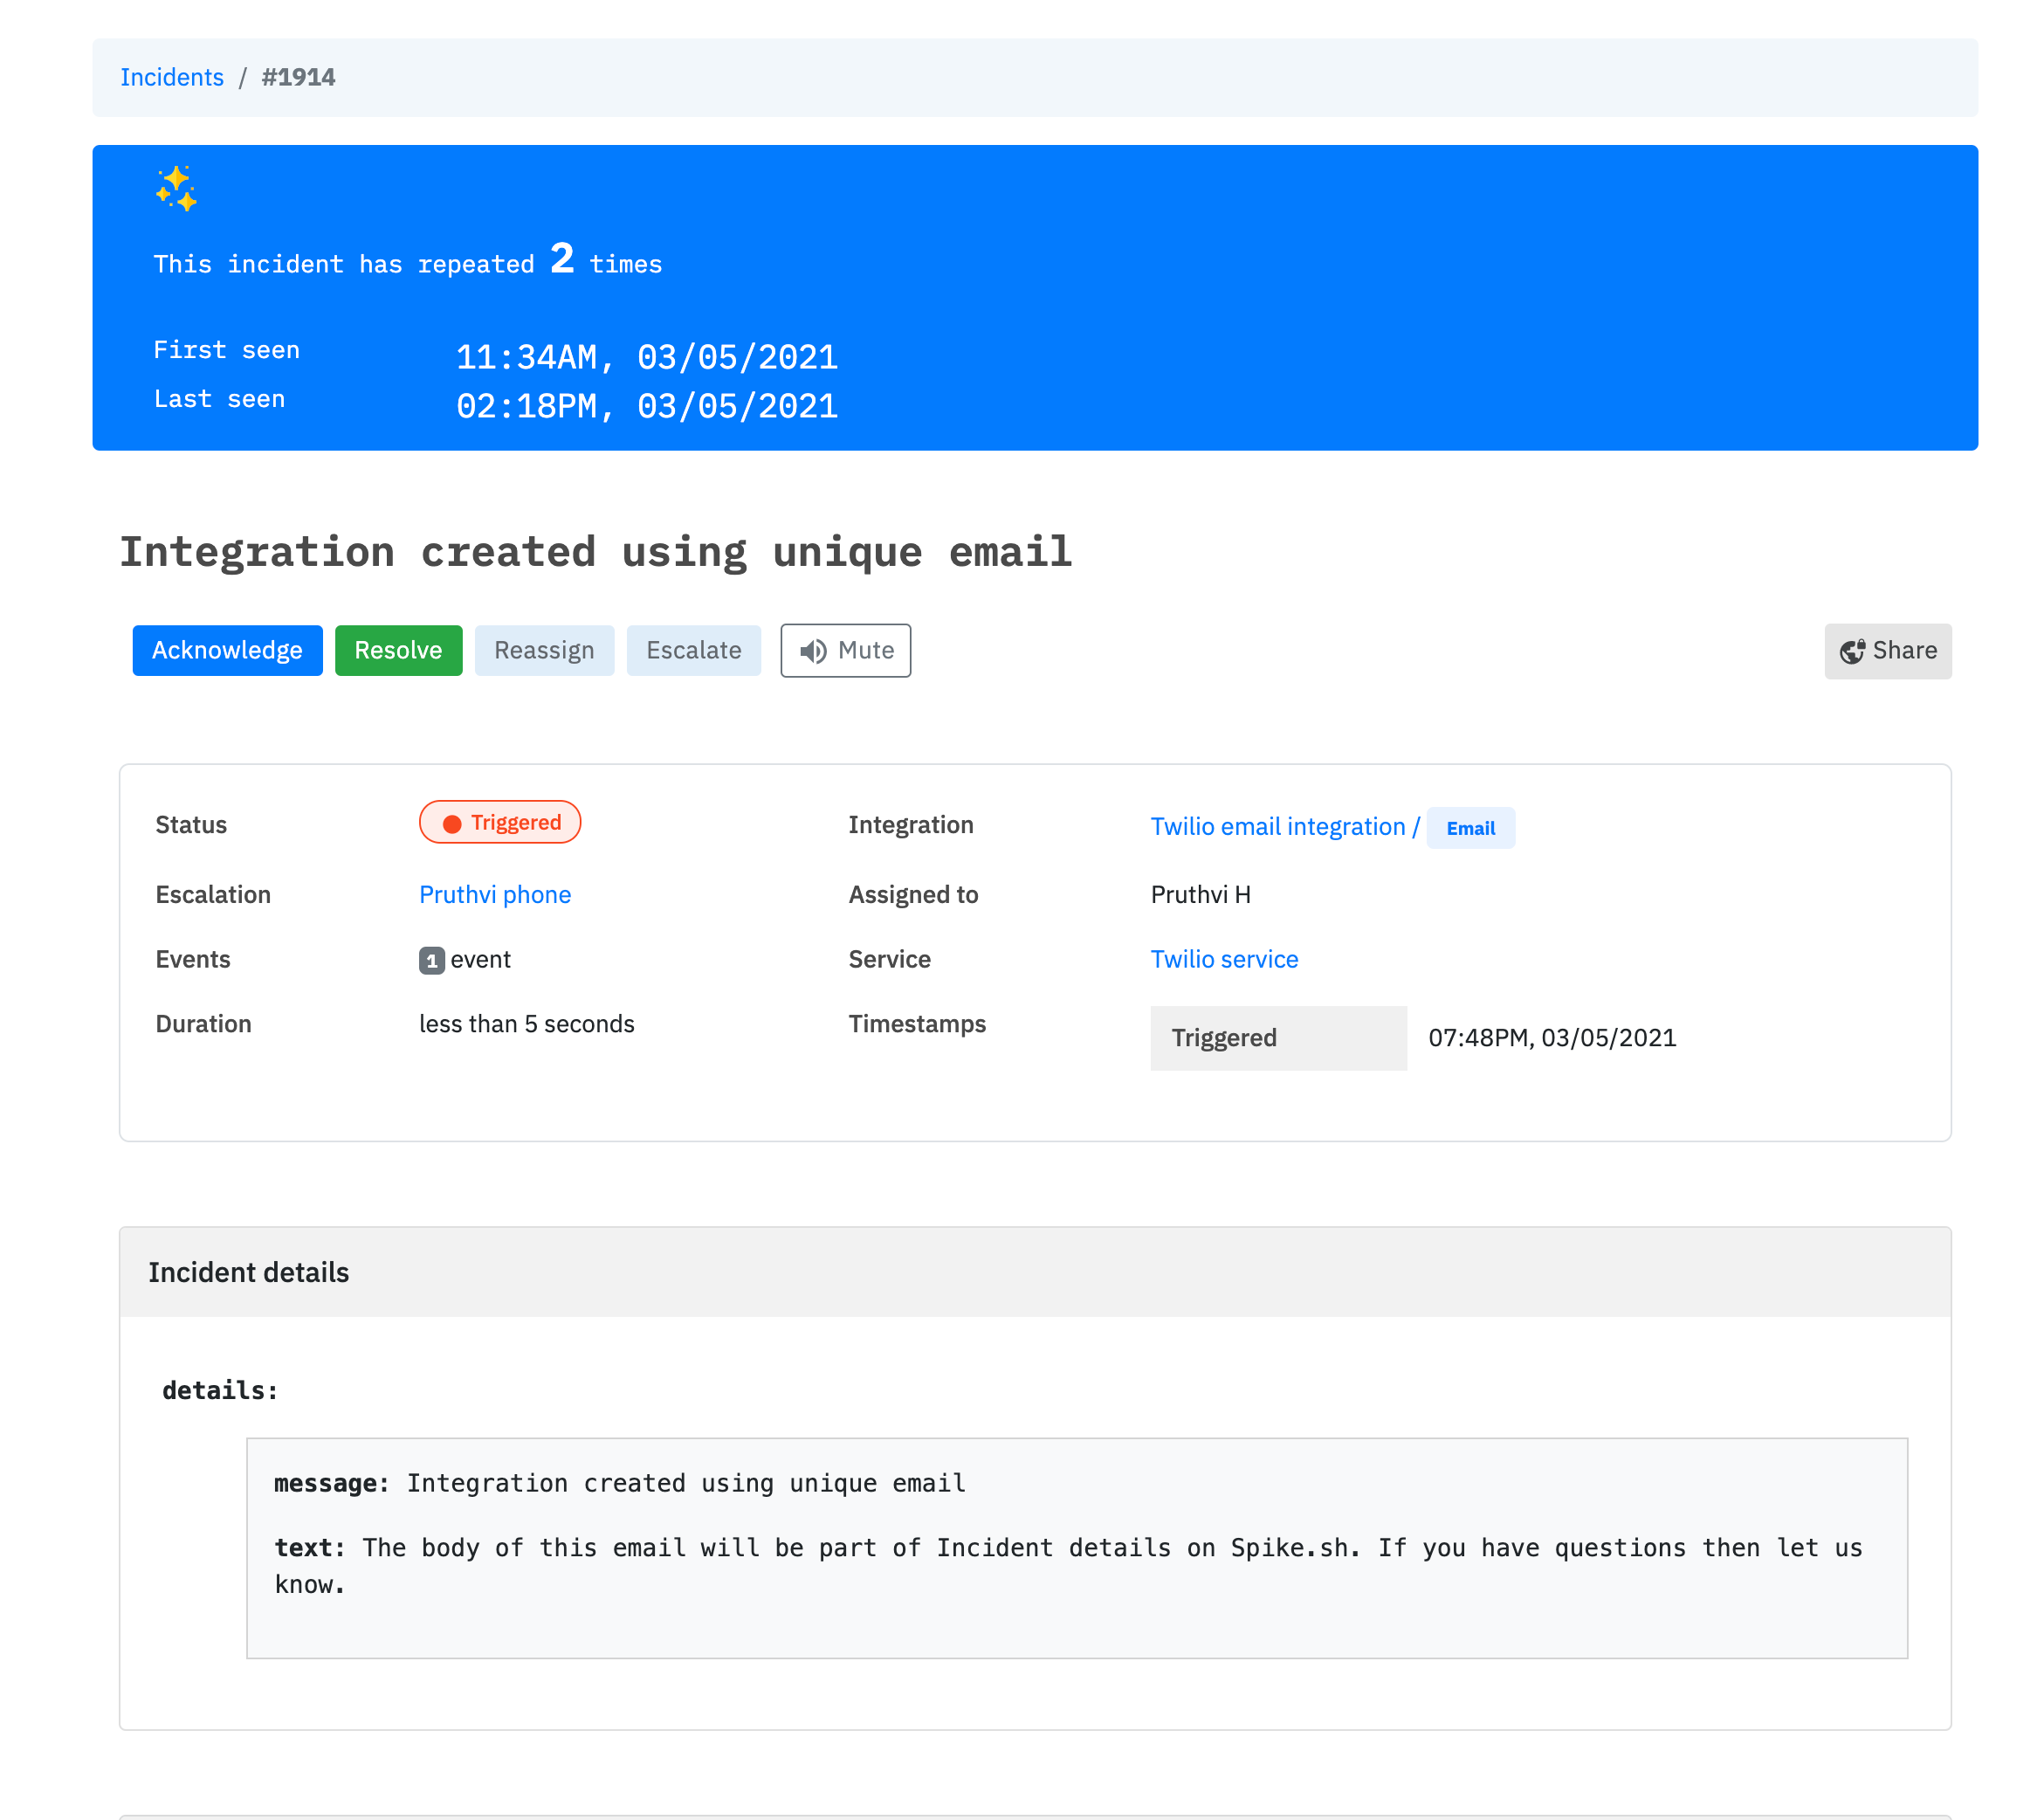 Incidents / #1914
This incident has repeated 2 times
First seen 11:34AM, 03/05/2021
Last seen 02:18PM, 03/05/2021
Integration created using unique email
Acknowledge Resolve Reassign Escalate Mute Share
Status Triggered Integration Twilio email integration / Email
Escalation Pruthvi phone Assigned to Pruthvi H
Events 1 event Service Twilio service
Duration less than 5 seconds Timestamps Triggered 07:48PM, 03/05/2021
Incident details
details:
message: Integration created using unique email
text: The body of this email will be part of Incident details on Spike.sh. If you have questions then let us
know.